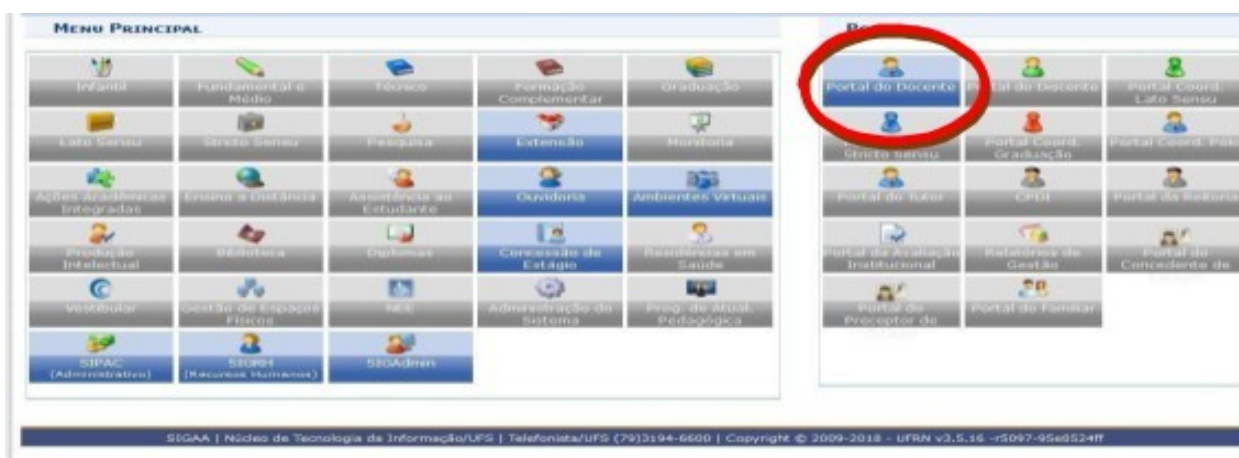 MENU PRINCIPAL
Infantil
Fundamental e
Médio
Técnico
Formação
Complementar
Graduação
Lato Sensu
Stricto Sensu
Pesquisa
Extensão
Monitoria
Ações Acadêmicas
Integradas
Ensino a Distância
Assistência ao
Estudante
Ouvidoria
Ambientes Virtuais
Produção
Intelectual
Biblioteca
Diplomas
Concessão de
Estágio
Residências em
Saúde
Vestibular
Gestão de Espaços
Físicos
NEE
Administração do
Sistema
Prog. de Atual.
Pedagógica
SIPAC
(Administrativo)
SIGRH
(Recursos Humanos)
SIGAdmin
Portal do Docente
Portal do Discente
Portal Coord.
Lato Sensu
Stricto Sensu
Portal Coord.
Graduação
Portal Coord. Polo
Portal do Tutor
CPDI
Portal da Reitoria
Portal da Avaliação
Institucional
Relatórios de
Gestão
Portal do
Concedente de
Portal do
Preceptor de
Portal do Familiar
SIGAA | Núcleo de Tecnologia da Informação/UFS | Telefonista/UFS (79)3194-6600 | Copyright © 2009-2018 - UFRN v3.5.16 -r5097-95e8524ff